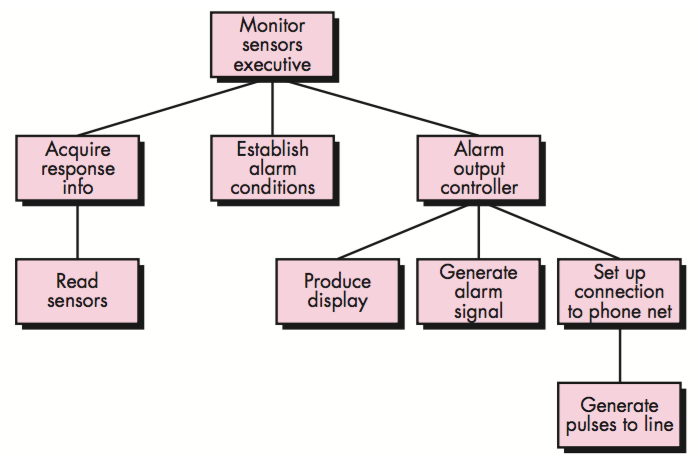 Monitor
sensors
executive
Acquire
response
info
Establish
alarm
conditions
Alarm
output
controller
Read
sensors
Produce
display
Generate
alarm
signal
Set up
connection
to phone net
Generate
pulses to line